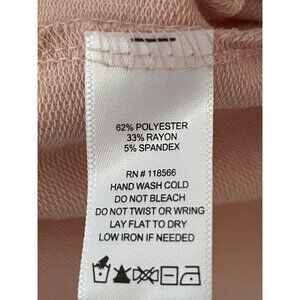 62% POLYESTER
33% RAYON
5% SPANDEX
RN # 118566
HAND WASH COLD
DO NOT BLEACH
DO NOT TWIST OR WRING
LAY FLAT TO DRY
LOW IRON IF NEEDED